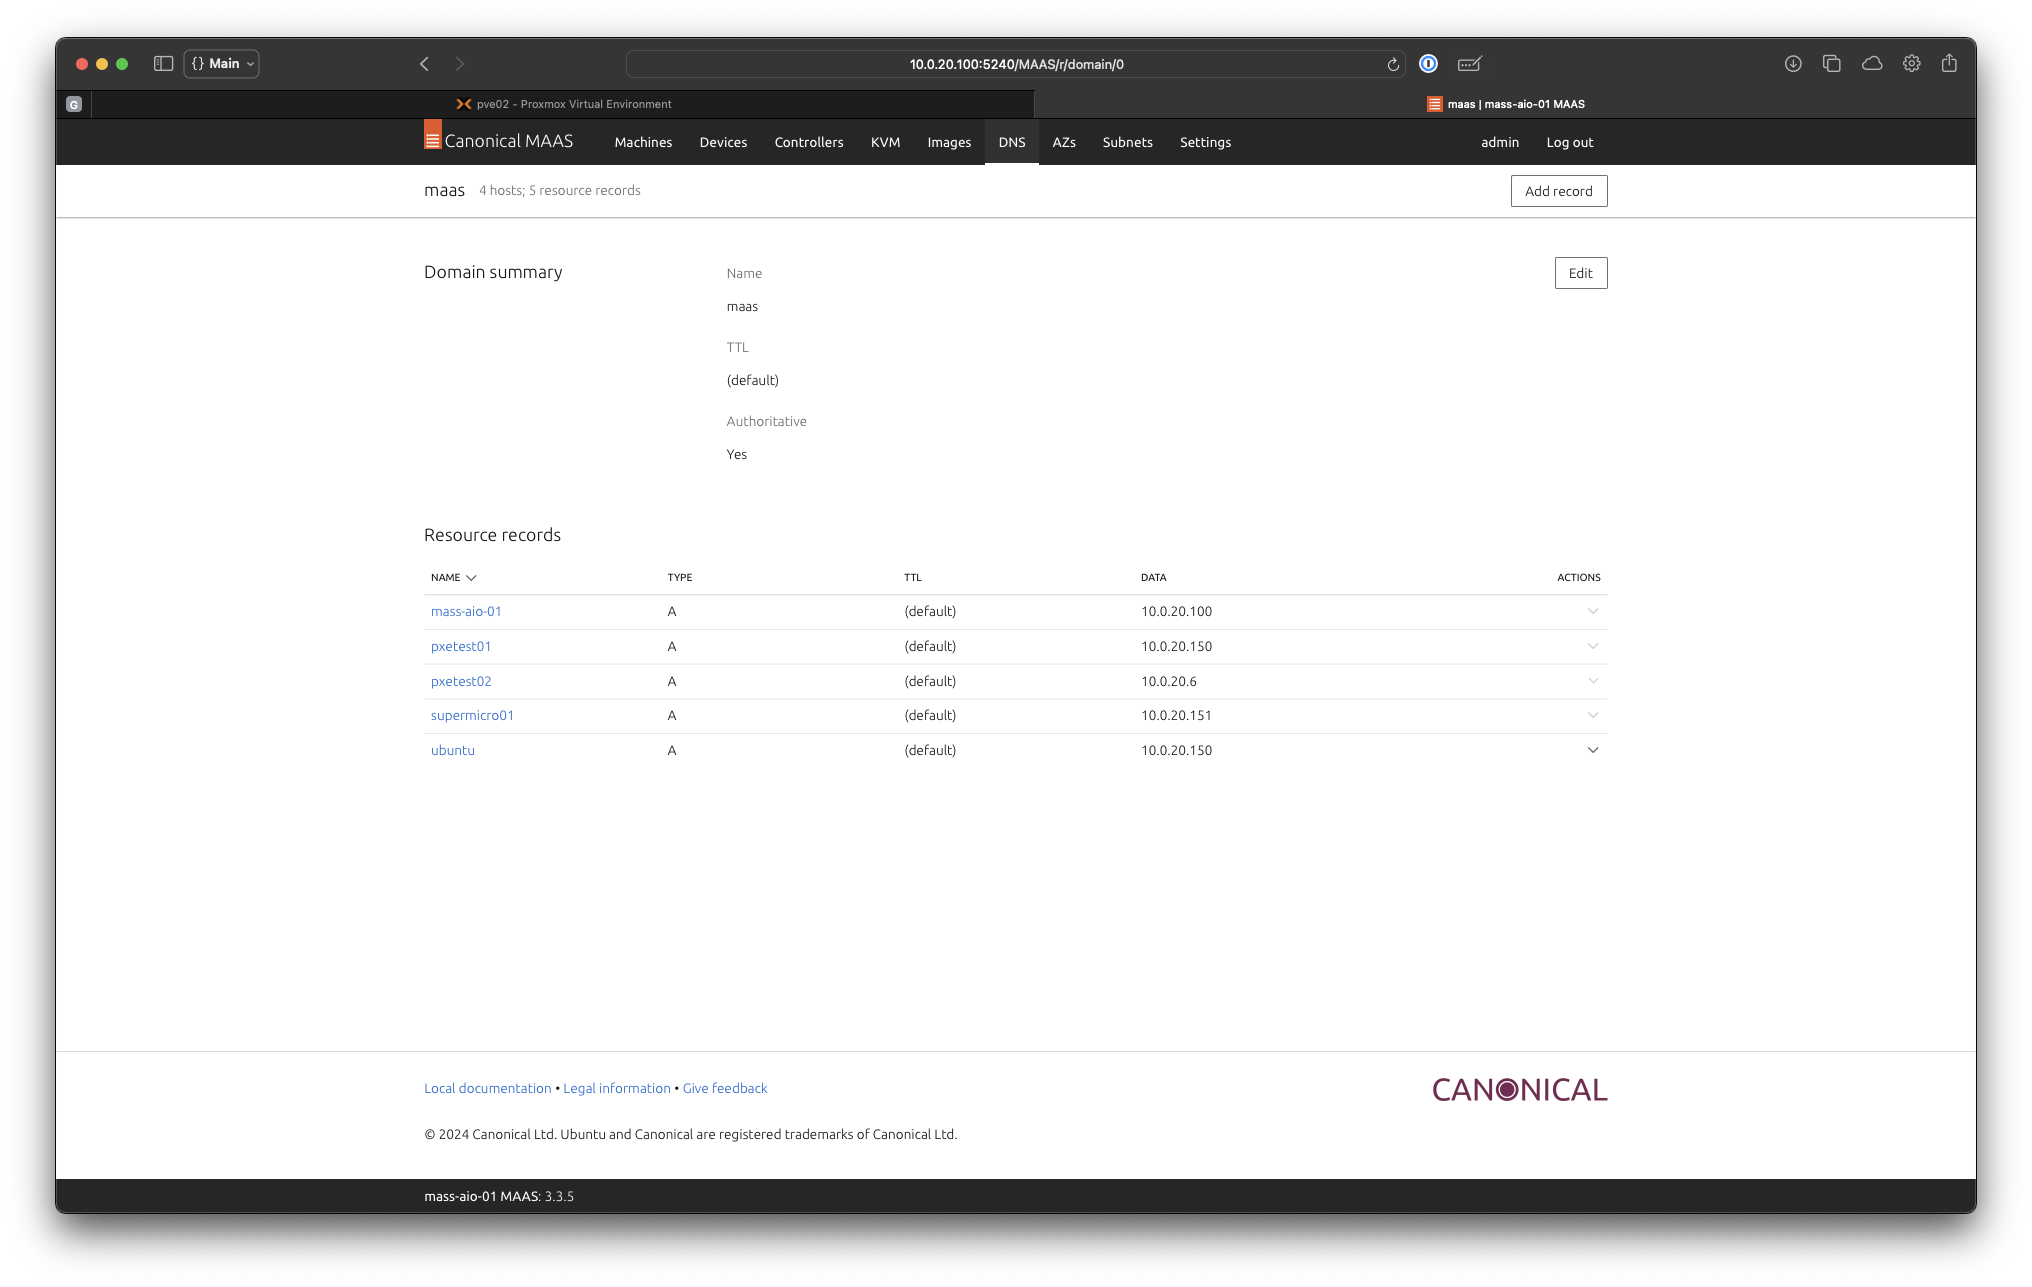 {} Main
10.0.20.100:5240/MAAS/r/domain/0
G
pve02 - Proxmox Virtual Environment
maas | mass-aio-01 MAAS
Canonical MAAS Machines Devices Controllers KVM Images DNS AZs Subnets Settings admin Log out
maas 4 hosts; 5 resource records Add record
Domain summary
Name
Edit
maas
TTL
(default)
Authoritative
Yes
Resource records
NAME TYPE TTL DATA ACTIONS
mass-aio-01 A (default) 10.0.20.100
pxetest01 A (default) 10.0.20.150
pxetest02 A (default) 10.0.20.6
supermicro01 A (default) 10.0.20.151
ubuntu A (default) 10.0.20.150
Local documentation • Legal information • Give feedback
CANONICAL
© 2024 Canonical Ltd. Ubuntu and Canonical are registered trademarks of Canonical Ltd.
mass-aio-01 MAAS: 3.3.5